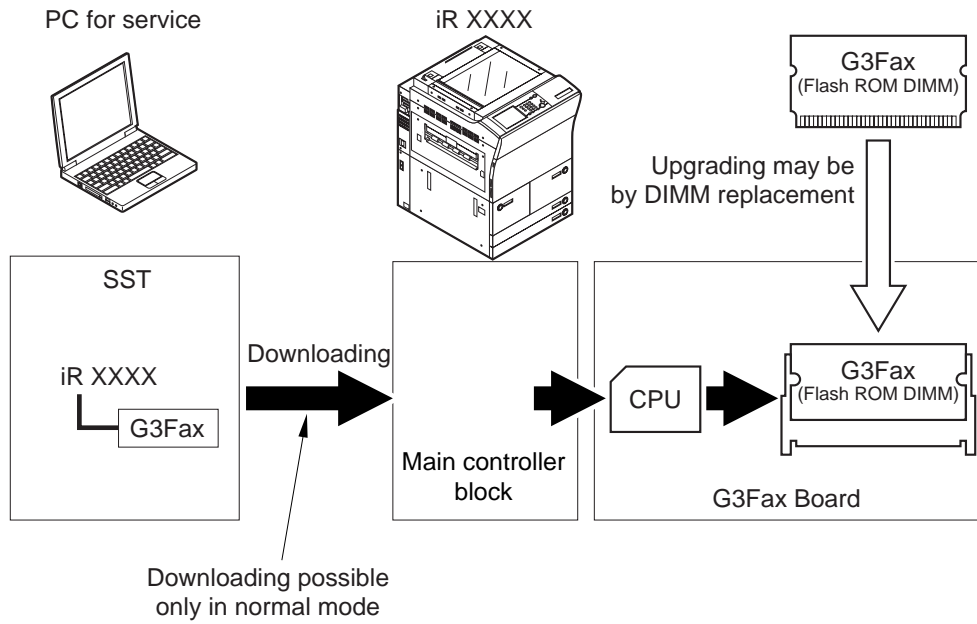 PC for service
iR XXXX
G3Fax
(Flash ROM DIMM)
Upgrading may be
by DIMM replacement
SST
iR XXXX
G3Fax
Downloading
Main controller
block
CPU
G3Fax
(Flash ROM DIMM)
G3Fax Board
Downloading possible
only in normal mode